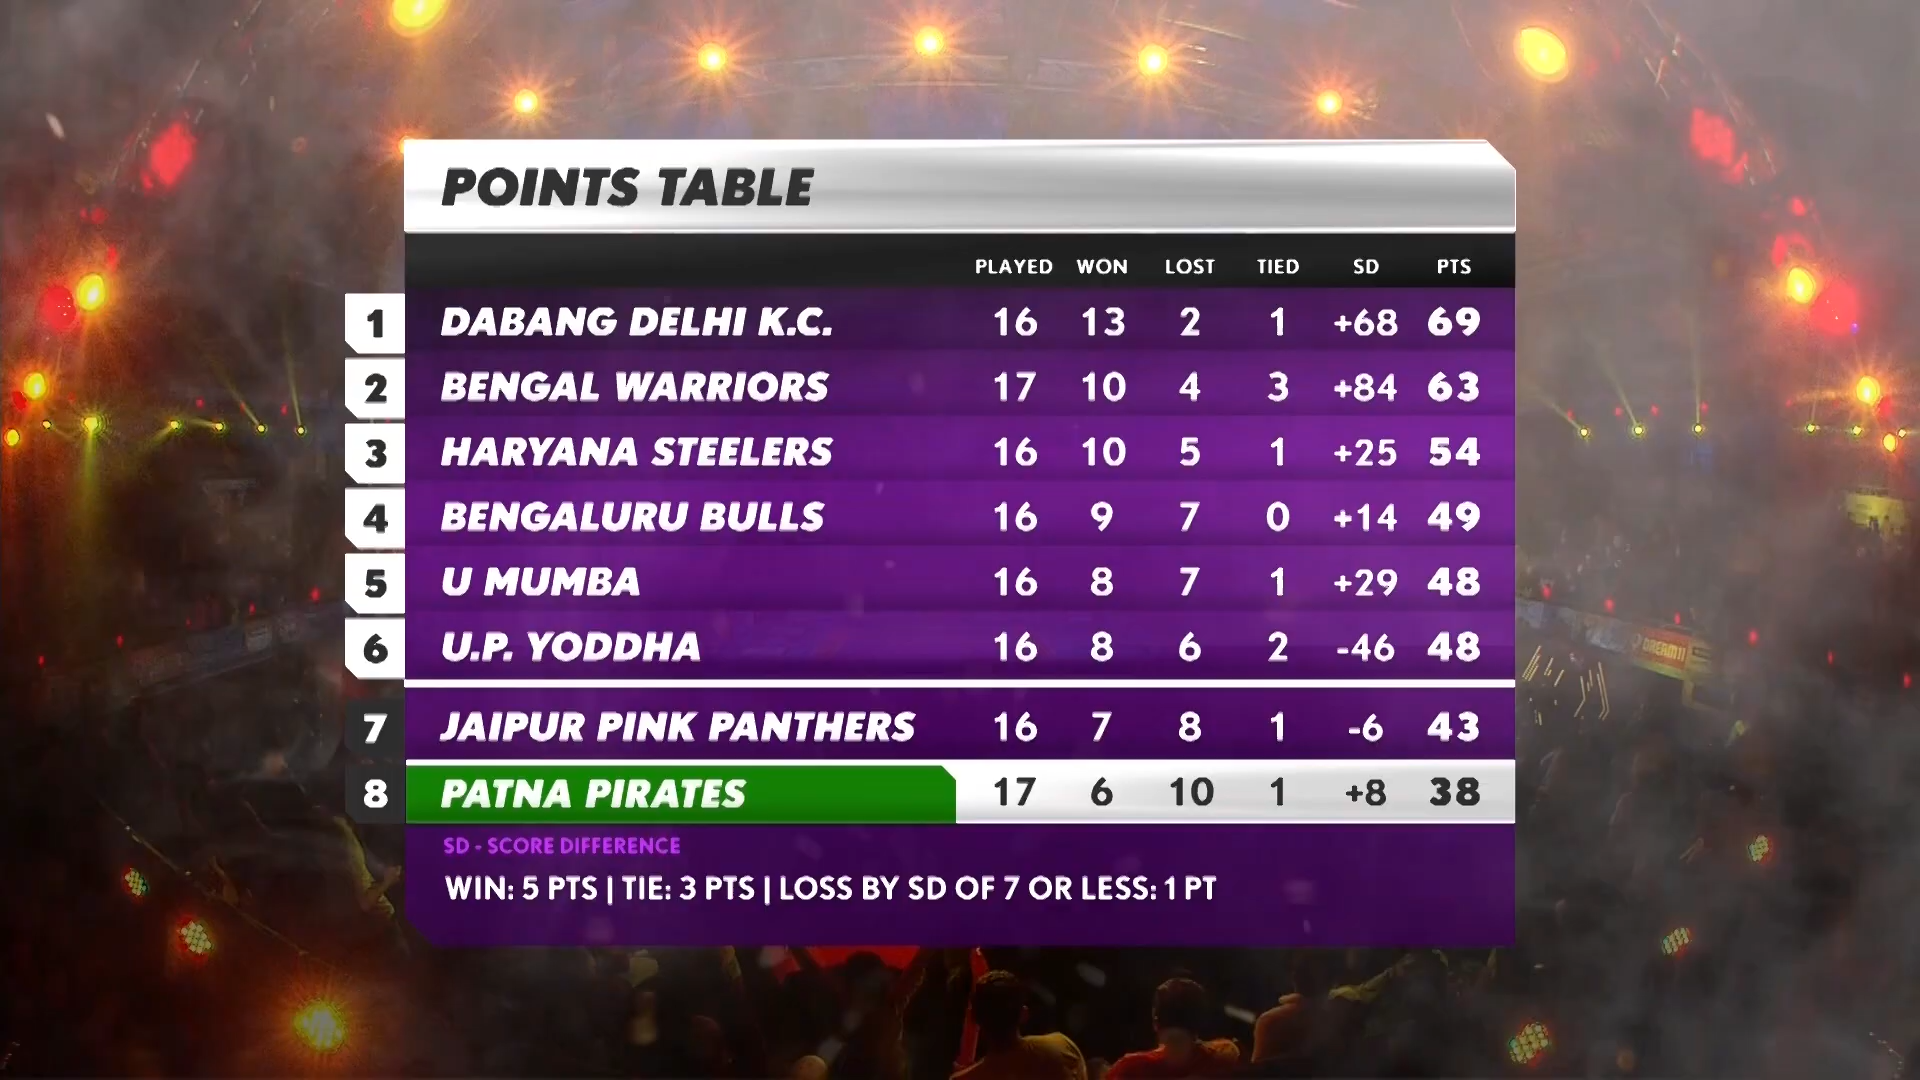 POINTS TABLE
PLAYED WON LOST TIED SD PTS
1 DABANG DELHI K.C. 16 13 2 1 +68 69
2 BENGAL WARRIORS 17 10 4 3 +84 63
3 HARYANA STEELERS 16 10 5 1 +25 54
4 BENGALURU BULLS 16 9 7 0 +14 49
5 U MUMBA 16 8 7 1 +29 48
6 U.P. YODDHA 16 8 6 2 -46 48
DREAM11
7 JAIPUR PINK PANTHERS 16 7 8 1 -6 43
8 PATNA PIRATES 17 6 10 1 +8 38
SD - SCORE DIFFERENCE
WIN: 5 PTS | TIE: 3 PTS | LOSS BY SD OF 7 OR LESS: 1 PT